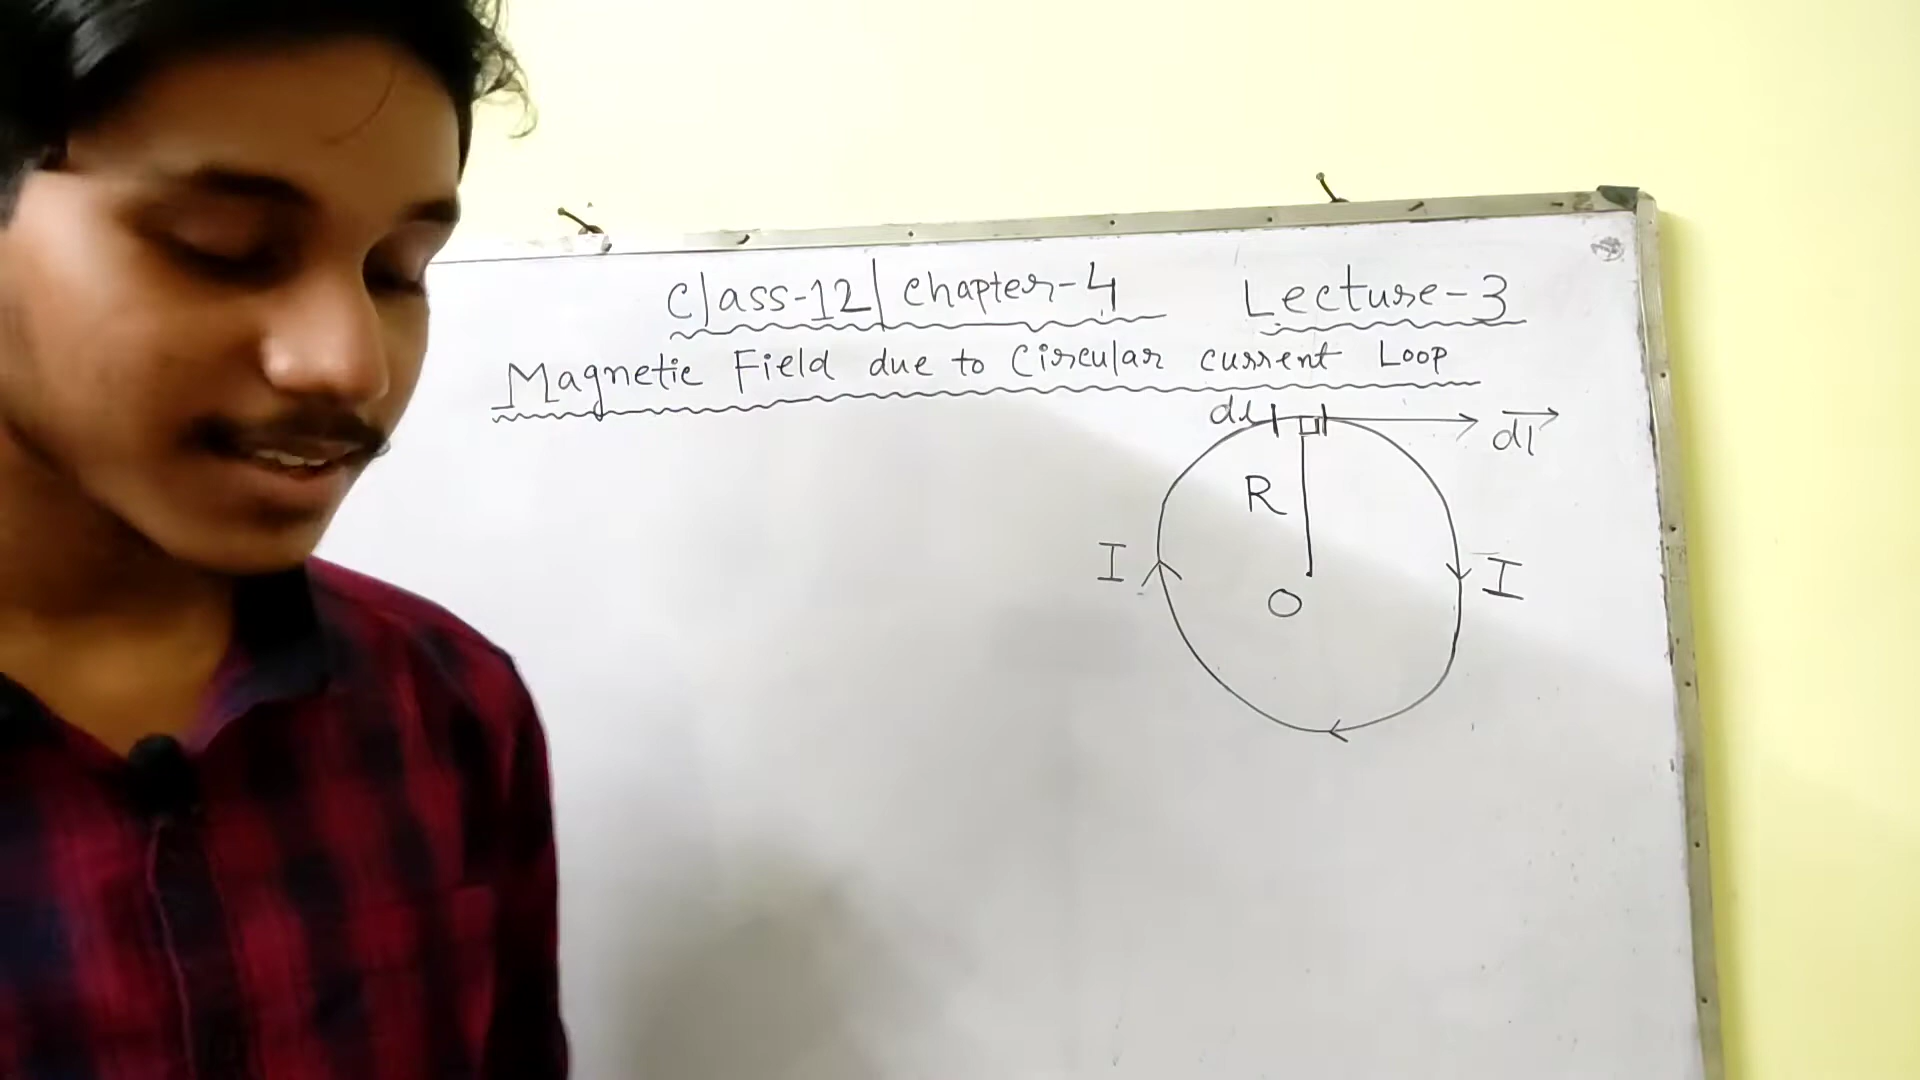 Class-12| Chapter-4 Lecture-3
Magnetic Field due to Circular current Loop
dl
dl
R
I
I
O